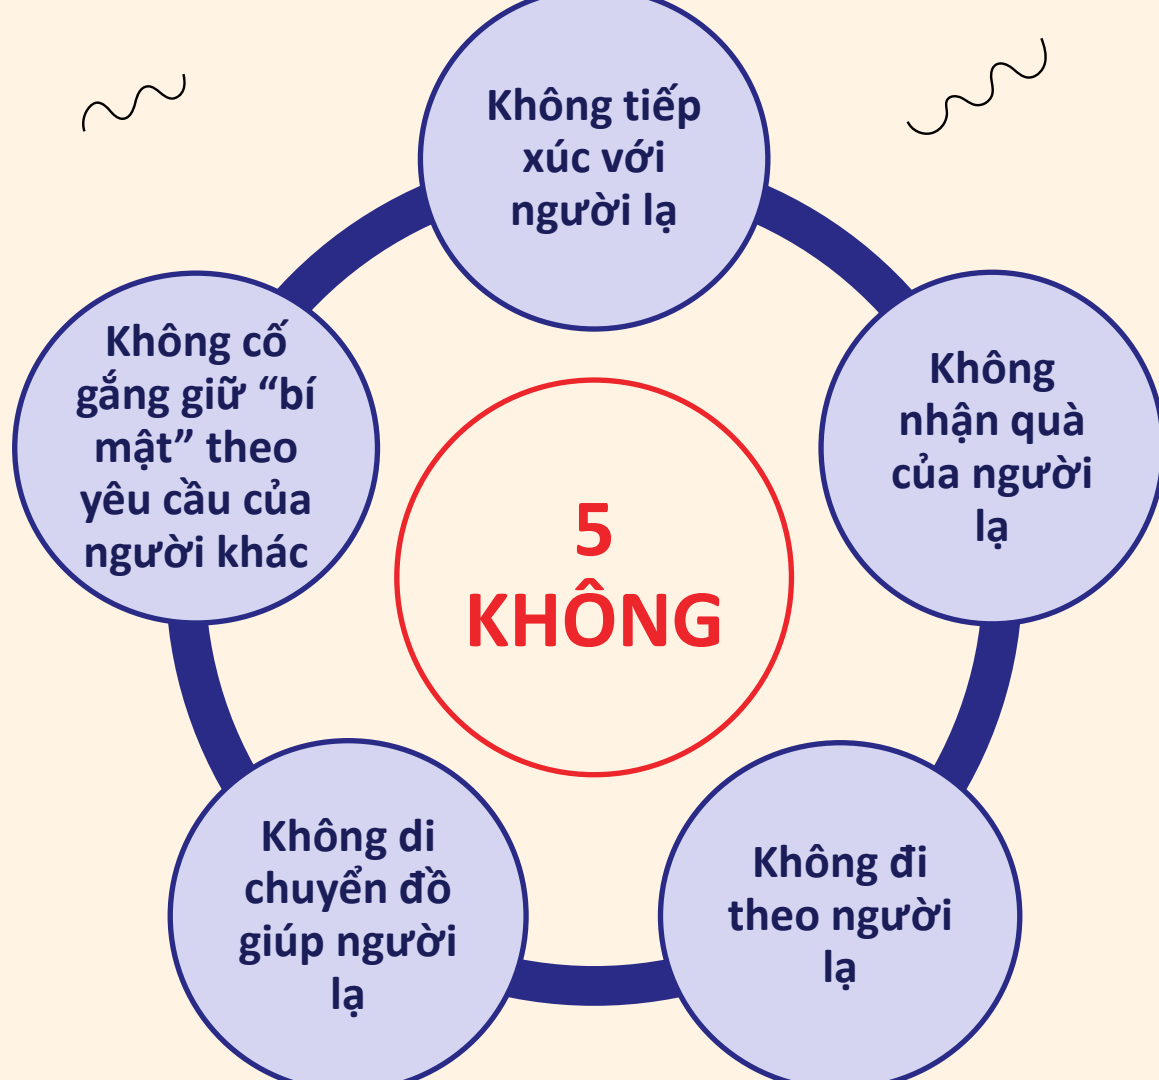 Không tiếp
xúc với
người lạ
Không
nhận quà
của người
lạ
Không đi
theo người
lạ
Không di
chuyển đồ
giúp người
lạ
Không cố
gắng giữ “bí
mật” theo
yêu cầu của
người khác
5
KHÔNG